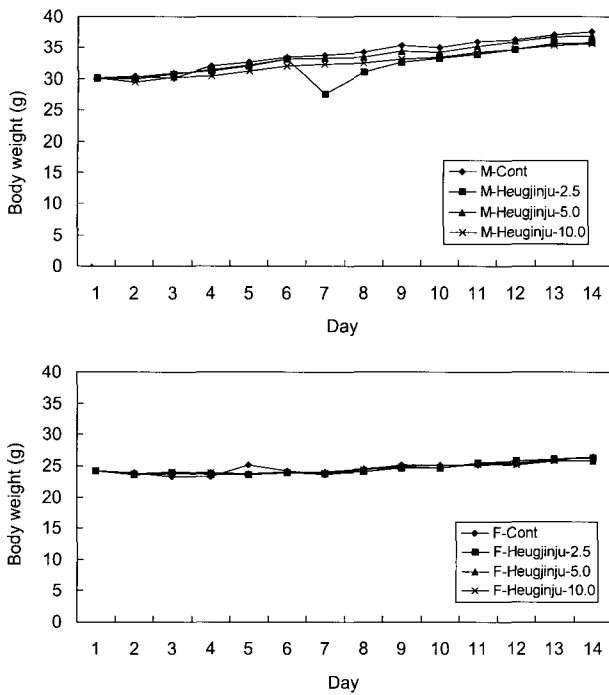 40
35
30
25
20
15
10
5
0
Body weight (g)
M-Cont
M-Heugjinju-2.5
M-Heugjinju-5.0
M-Heuginju-10.0
1 2 3 4 5 6 7 8 9 10 11 12 13 14
Day
40
35
30
25
20
15
10
5
0
Body weight (g)
F-Cont
F-Heugjinju-2.5
F-Heugjinju-5.0
F-Heuginju-10.0
1 2 3 4 5 6 7 8 9 10 11 12 13 14
Day